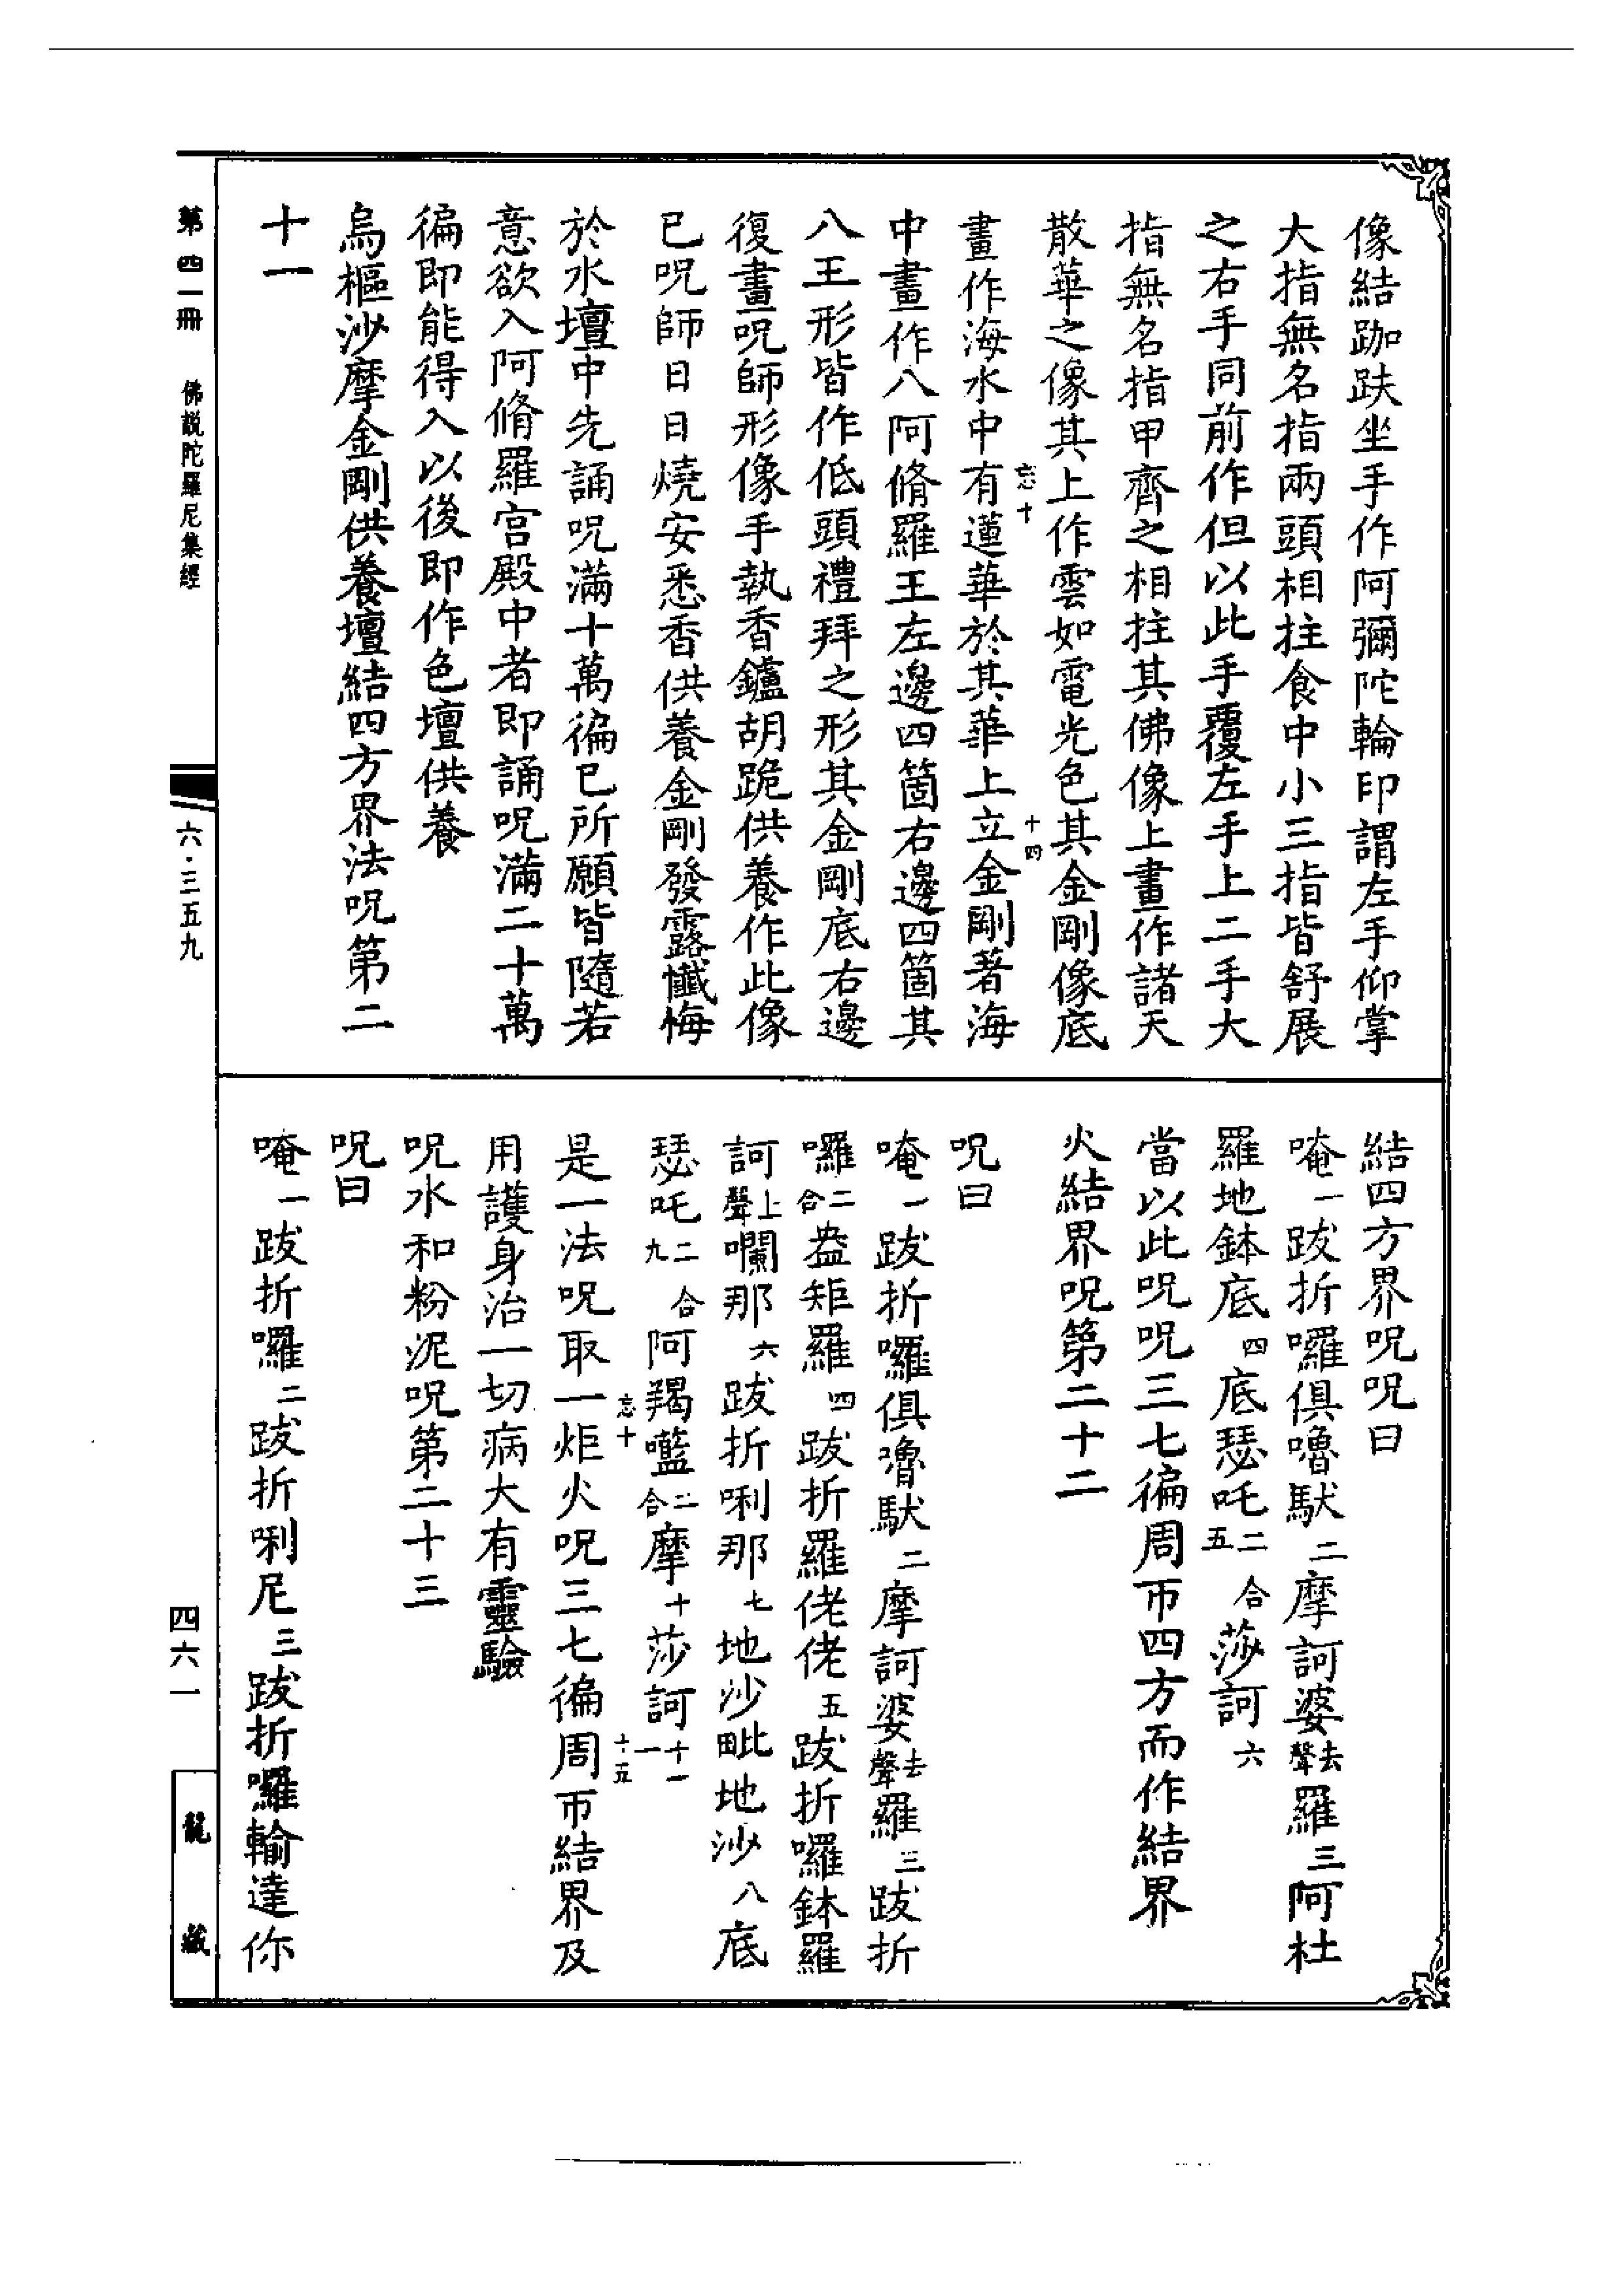 像結跏趺坐手作阿彌陀輪印謂左手仰掌
大指無名指兩頭相拄食中小三指皆舒展
之右手同前作但以此手覆左手上二手大
指無名指指甲齊之相拄其佛像上畫作諸天
散華之像其上作雲如電光色其金剛像底
忘十
十四
畫作海水中有蓮華於其華上立金剛著海
中畫作八阿脩羅王左邊四箇右邊四箇其
八王形皆作低頭禮拜之形其金剛底右邊
復畫呪師形像手執香鑪胡跪供養作此像
已呪師日日燒安悉香供養金剛發露懺悔
於水壇中先誦呪滿十萬徧已所願皆隨若
意欲入阿脩羅宮殿中者即誦呪滿二十萬
徧即能得入以後即作色壇供養
烏樞沙摩金剛供養壇結四方界法呪第二
十一
結四方界呪呪曰
唵一跋折囉俱嚕馱二摩訶婆去聲羅三阿杜
羅地鉢底四底瑟吒二合五莎訶六
當以此呪呪三七徧周帀四方而作結界
火結界呪第二十二
呪曰
唵一跋折囉俱嚕馱二摩訶婆去聲羅三跋折
囉二合盎矩羅四跋折羅佬佬五跋折囉鉢羅
訶上聲囒那六跋折唎那七地沙毗地沙八底
瑟吒二合九阿羯嚂二合摩十莎訶十一
忘十
十五
是一法呪取一炬火呪三七徧周帀結界及
用護身治一切病大有靈驗
呪水和粉泥呪第二十三
呪曰
唵一跋折囉二跋折唎尼三跋折囉輸達你
第四一冊
佛説陀羅尼集經
六·三五九
四六一
龍藏